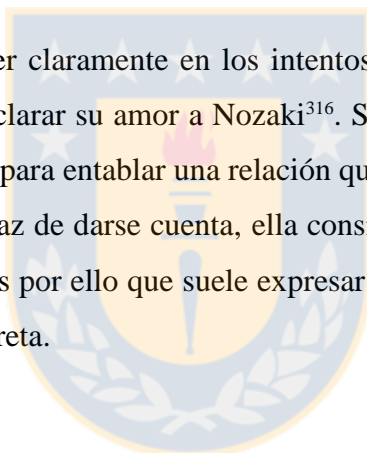 er claramente en los intentos
clarar su amor a Nozaki³¹⁶. S
para entablar una relación qu
az de darse cuenta, ella cons
s por ello que suele expresar
reta.